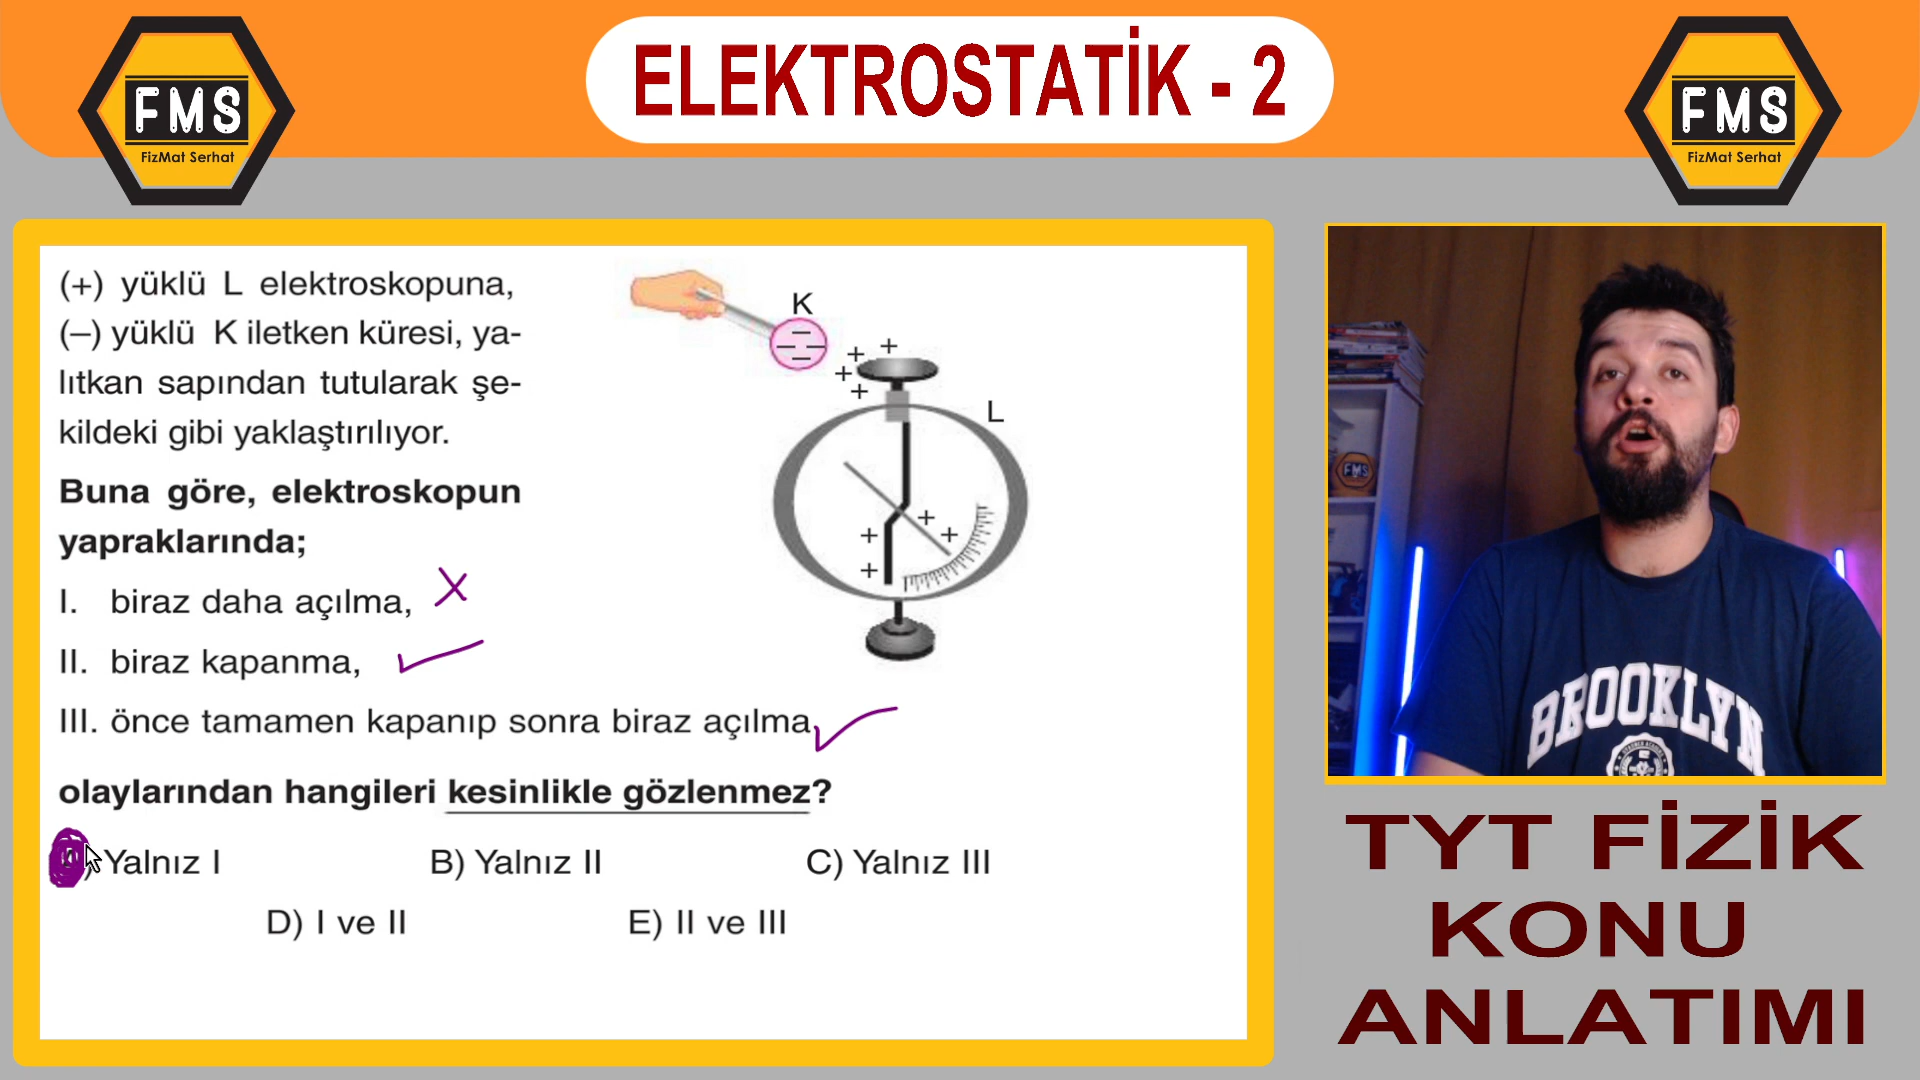 ELEKTROSTATİK - 2
FMS
FizMat Serhat
FMS
FizMat Serhat
(+) yüklü L elektroskopuna,
(–) yüklü K iletken küresi, ya-
lıtkan sapından tutularak şe-
kildeki gibi yaklaştırılıyor.
Buna göre, elektroskopun
yapraklarında;
I. biraz daha açılma,
II. biraz kapanma,
III. önce tamamen kapanıp sonra biraz açılma
olaylarından hangileri kesinlikle gözlenmez?
Yalnız I
B) Yalnız II
C) Yalnız III
D) I ve II
E) II ve III
K
L
FMS
BROOKLYN
TYT FİZİK
KONU
ANLATIMI